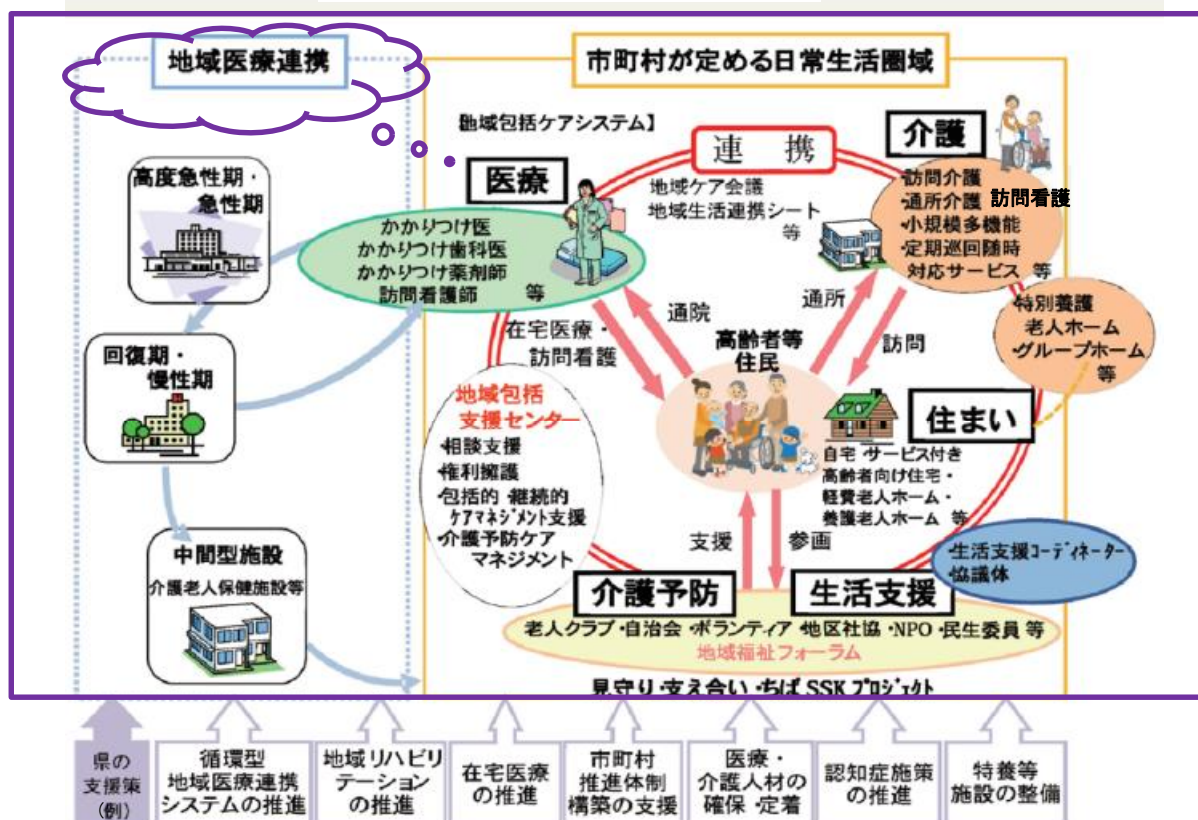 地域医療連携
市町村が定める日常生活圏域
【地域包括ケアシステム】
連 携
地域ケア会議
地域生活連携シート
等
医療
かかりつけ医
かかりつけ歯科医
かかりつけ薬剤師
訪問看護師 等
介護
・訪問介護
・通所介護
訪問看護
・小規模多機能
・定期巡回随時
対応サービス 等
・特別養護
老人ホーム
・グループホーム
等
高度急性期・
急性期
回復期・
慢性期
中間型施設
介護老人保健施設等
在宅医療・
訪問看護
通院
通所
訪問
高齢者等
住民
地域包括
支援センター
・相談支援
・権利擁護
・包括的・継続的
ケアマネジメント支援
・介護予防ケア
マネジメント
住まい
自宅・サービス付き
高齢者向け住宅・
軽費老人ホーム・
養護老人ホーム 等
支援
参画
・生活支援コーディネーター
・協議体
介護予防
生活支援
老人クラブ・自治会・ボランティア・地区社協・NPO・民生委員 等
地域福祉フォーラム
見守り・支え合い・ちばSSKプロジェクト
県の
支援策
(例)
循環型
地域医療連携
システムの推進
地域リハビリ
テーション
の推進
在宅医療
の推進
市町村
推進体制
構築の支援
医療・
介護人材の
確保・定着
認知症施策
の推進
特養等
施設の整備